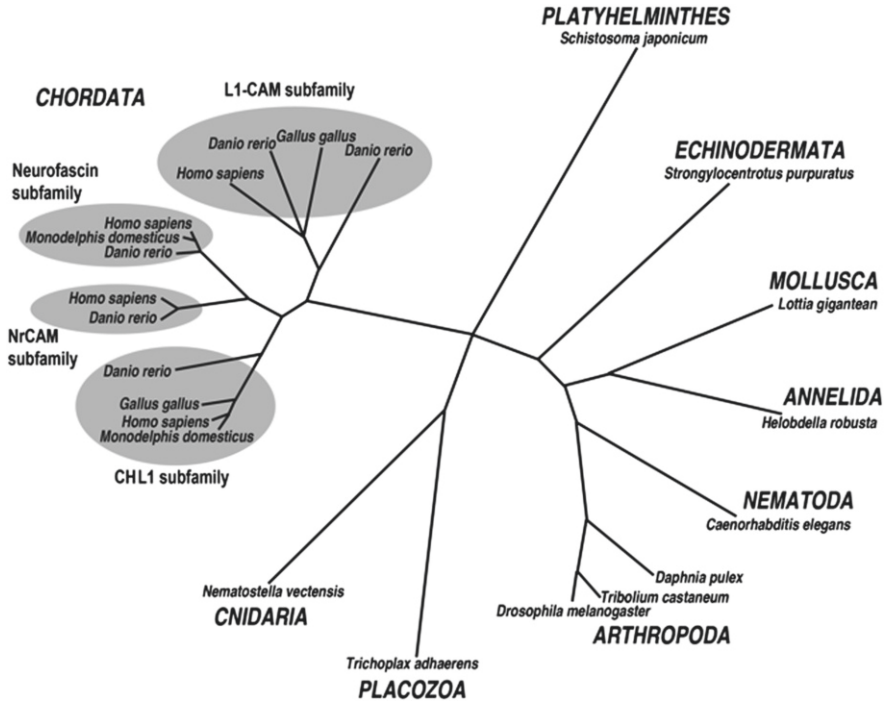 PLATYHELMINTHES
Schistosoma japonicum
CHORDATA
L1-CAM subfamily
Danio rerio
Gallus gallus
Danio rerio
Homo sapiens
Neurofascin
subfamily
Homo sapiens
Monodelphis domesticus
Danio rerio
Homo sapiens
Danio rerio
NrCAM
subfamily
Danio rerio
Gallus gallus
Homo sapiens
Monodelphis domesticus
CHL1 subfamily
ECHINODERMATA
Strongylocentrotus purpuratus
MOLLUSCA
Lottia gigantean
ANNELIDA
Helobdella robusta
NEMATODA
Caenorhabditis elegans
Daphnia pulex
Tribolium castaneum
Drosophila melanogaster
ARTHROPODA
Nematostella vectensis
CNIDARIA
Trichoplax adhaerens
PLACOZOA